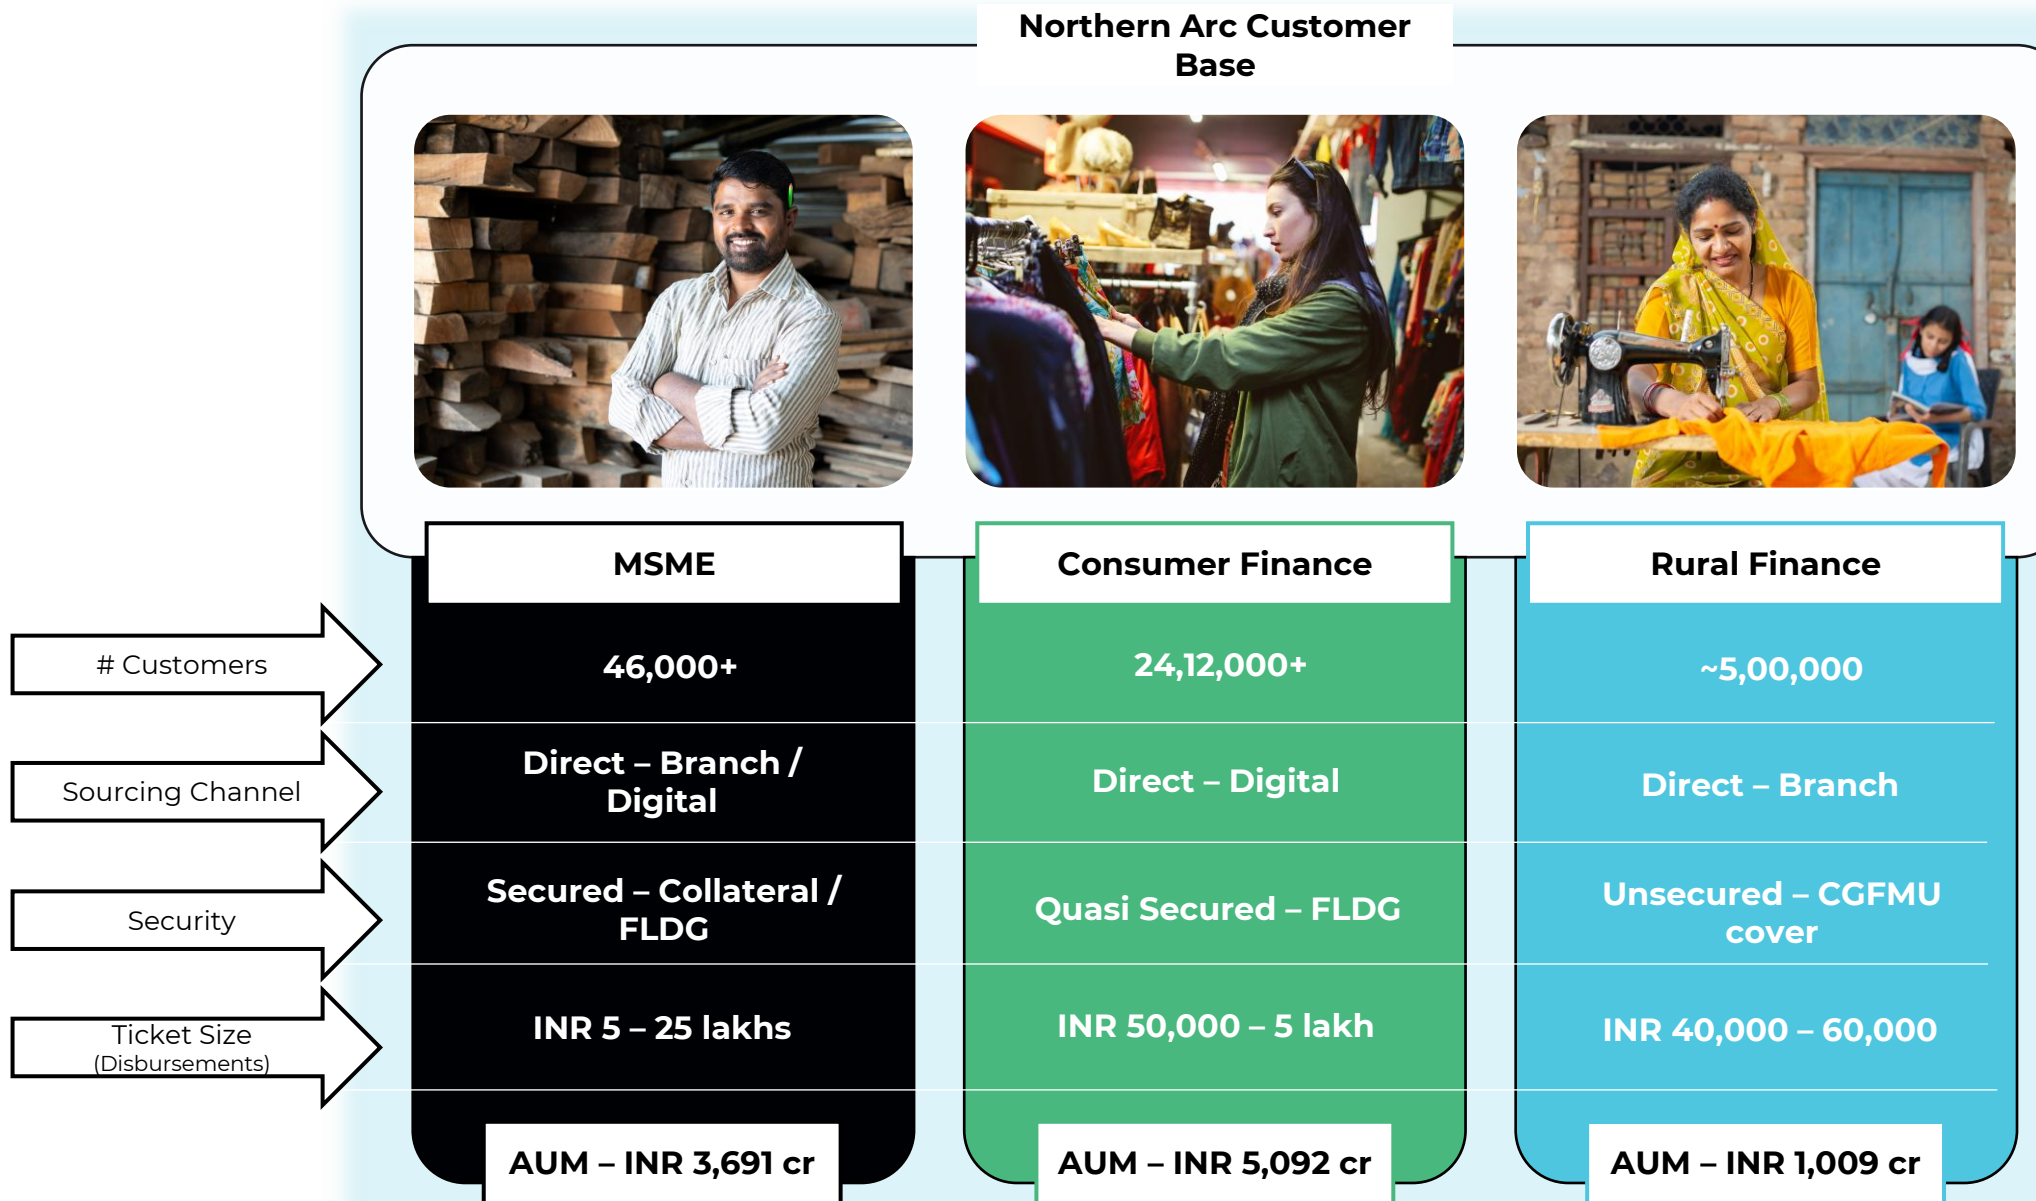 Northern Arc Customer
Base
MSME
Consumer Finance
Rural Finance
# Customers
46,000+
24,12,000+
~5,00,000
Sourcing Channel
Direct – Branch /
Digital
Direct – Digital
Direct – Branch
Security
Secured – Collateral /
FLDG
Quasi Secured – FLDG
Unsecured – CGFMU
cover
Ticket Size
(Disbursements)
INR 5 – 25 lakhs
INR 50,000 – 5 lakh
INR 40,000 – 60,000
AUM – INR 3,691 cr
AUM – INR 5,092 cr
AUM – INR 1,009 cr